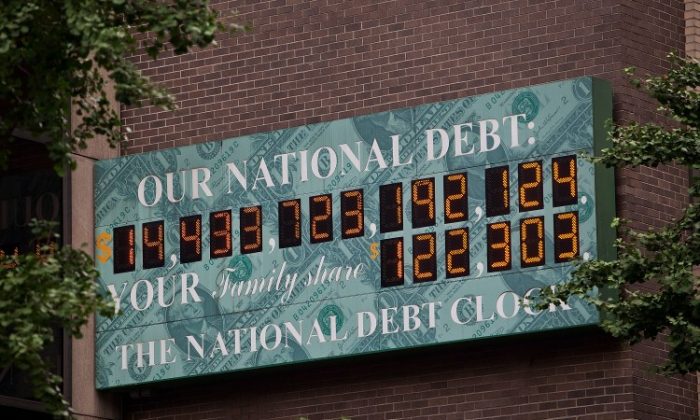 OUR NATIONAL DEBT:
$14,433,723,192,124
YOUR Family share $122,303.
THE NATIONAL DEBT CLOCK